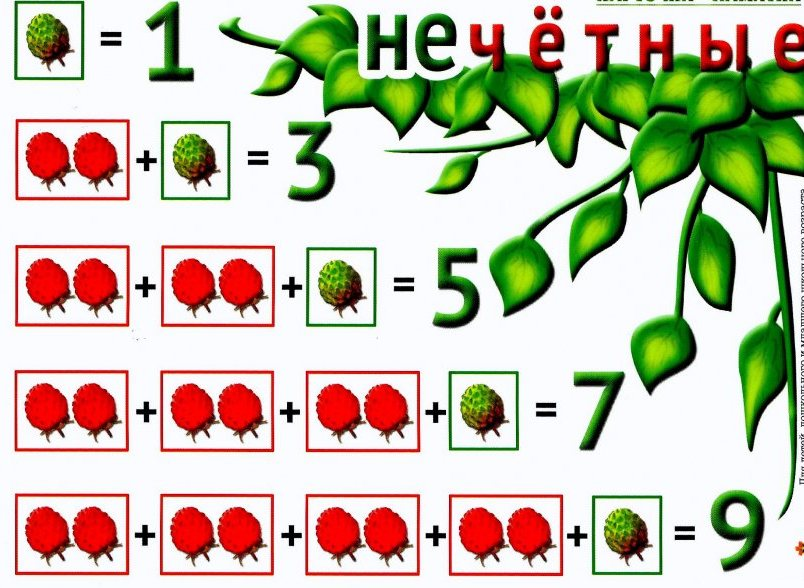 = 1
нечётные
+ = 3
+ + = 5
+ + + = 7
+ + + + = 9